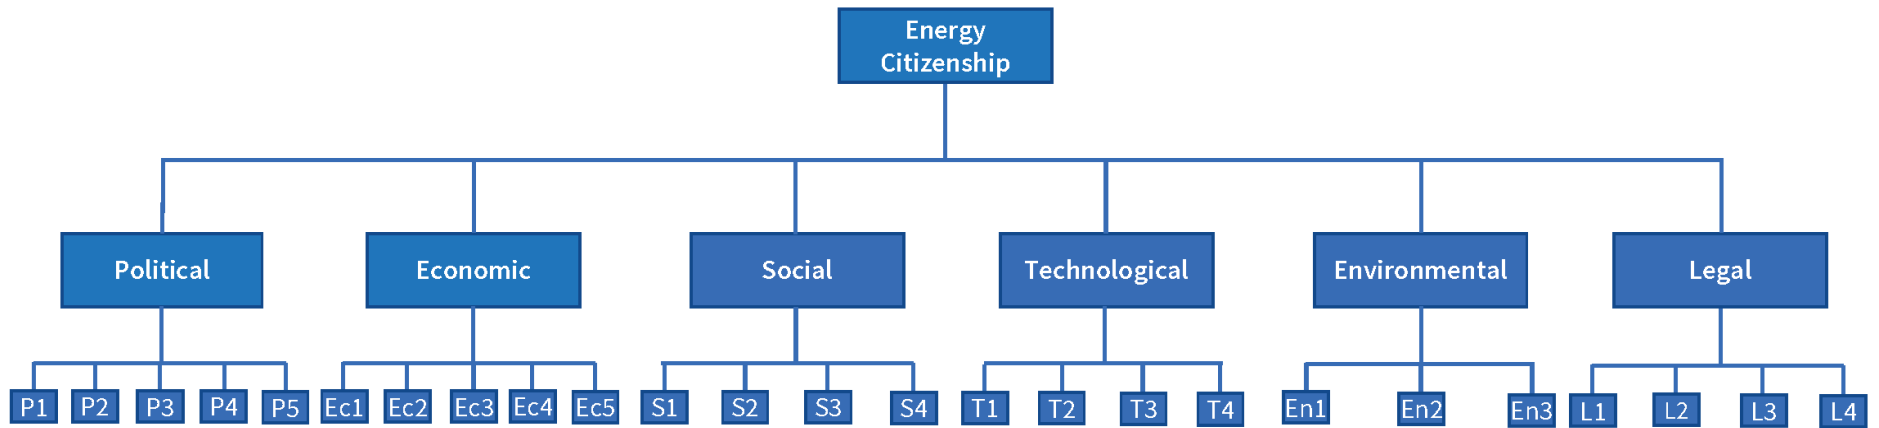 Energy
Citizenship
Political
Economic
Social
Technological
Environmental
Legal
P1
P2
P3
P4
P5
Ec1
Ec2
Ec3
Ec4
Ec5
S1
S2
S3
S4
T1
T2
T3
T4
En1
En2
En3
L1
L2
L3
L4